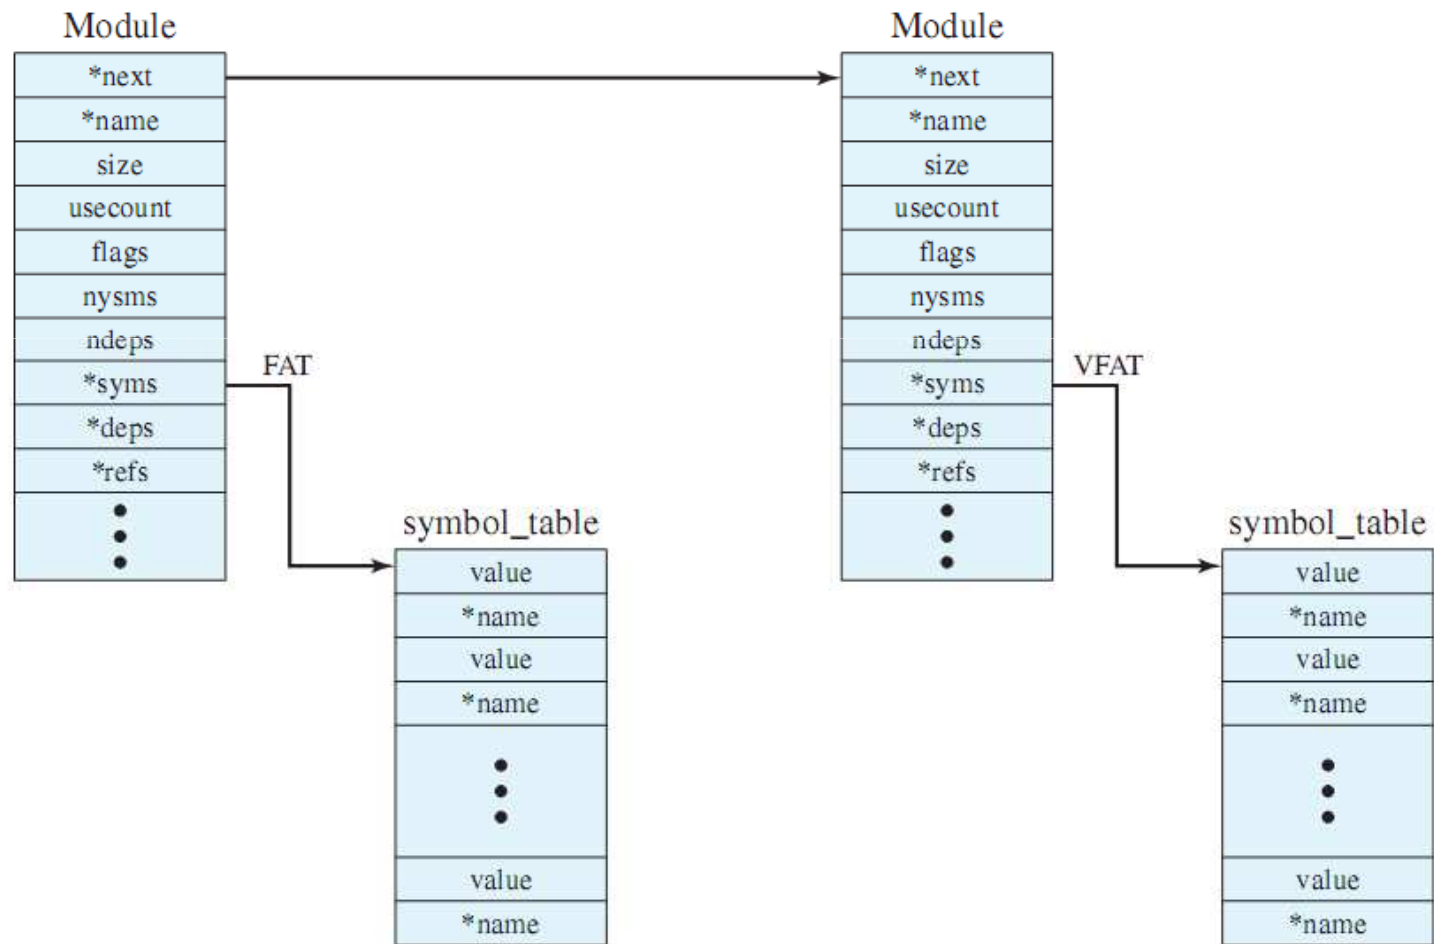 Module
*next
*name
size
usecount
flags
nysms
ndeps
*syms
*deps
*refs
FAT
symbol_table
value
*name
value
*name
value
*name
Module
*next
*name
size
usecount
flags
nysms
ndeps
*syms
*deps
*refs
VFAT
symbol_table
value
*name
value
*name
value
*name